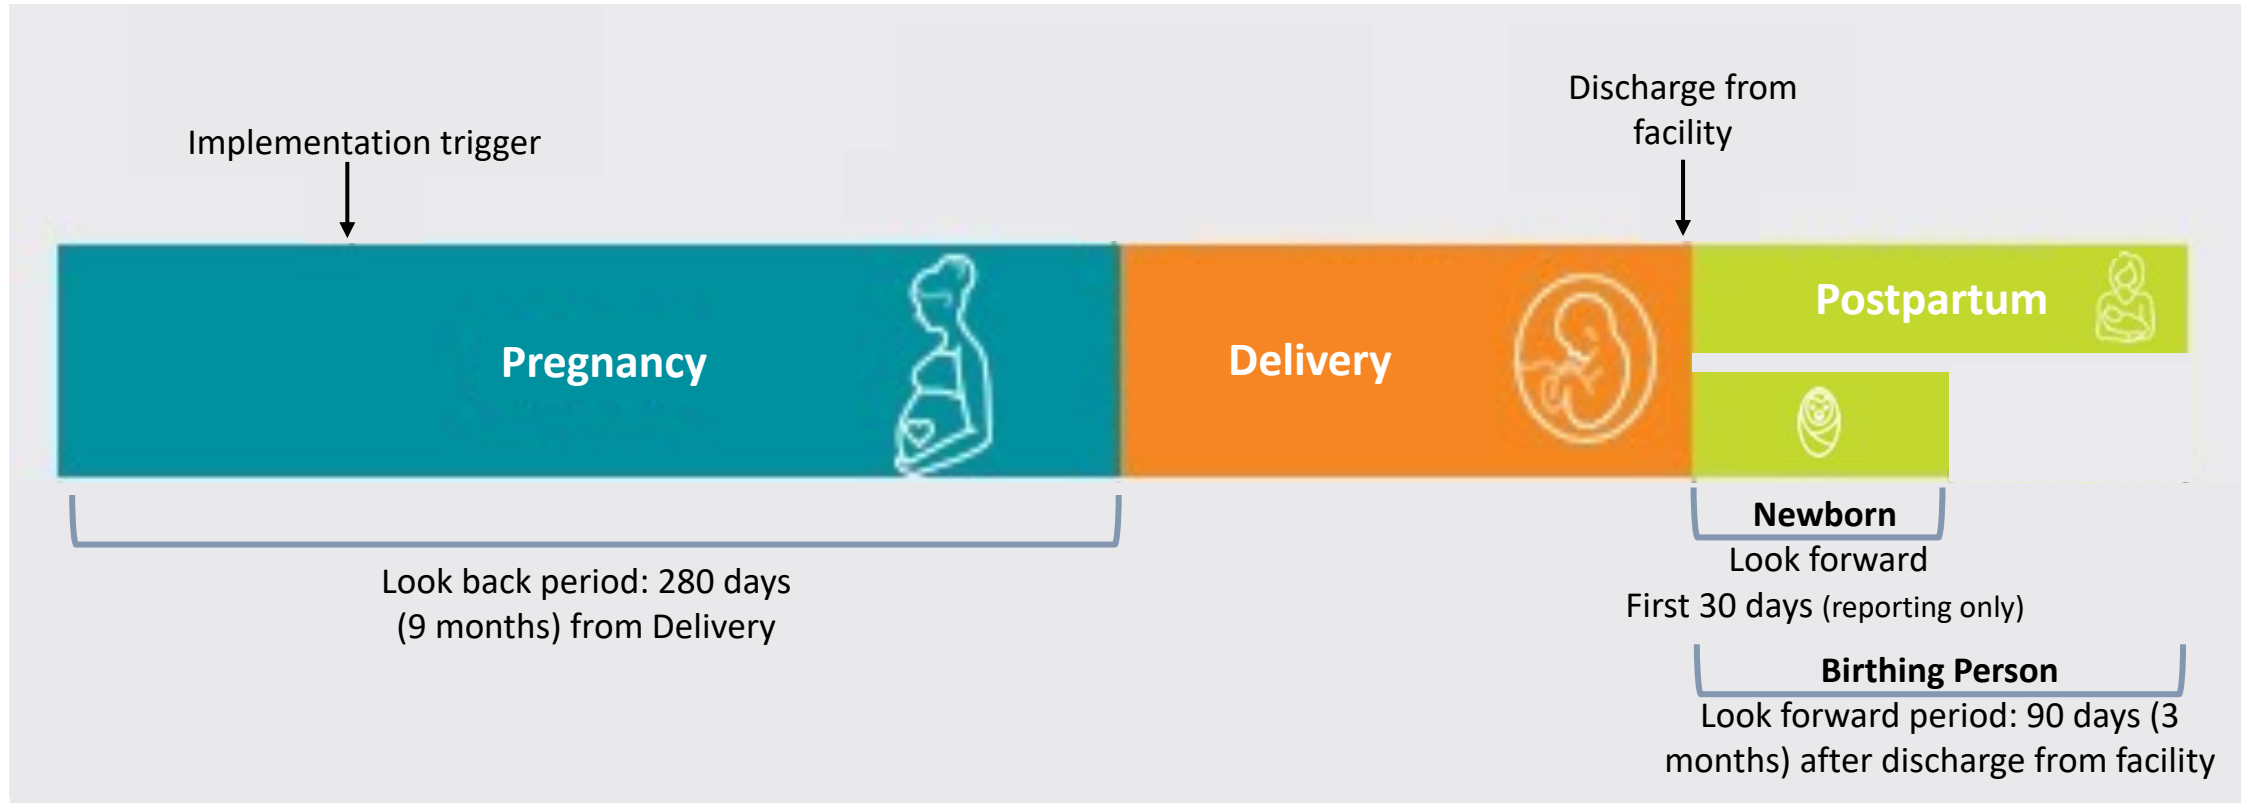 Implementation trigger
Discharge from
facility
Pregnancy
Delivery
Postpartum
Look back period: 280 days
(9 months) from Delivery
Newborn
Look forward
First 30 days (reporting only)
Birthing Person
Look forward period: 90 days (3
months) after discharge from facility